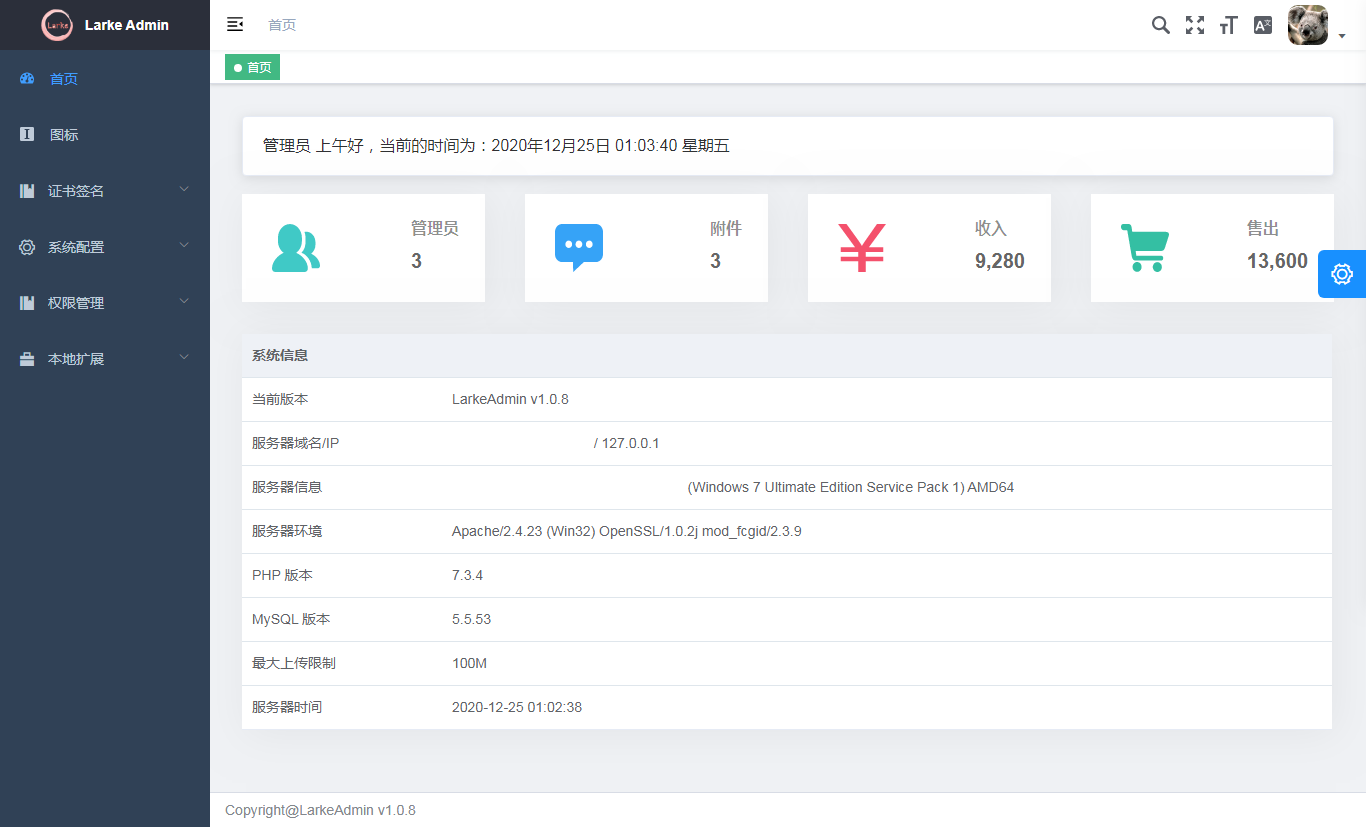 Larke
Larke Admin
首页
首页
图标
证书签名
系统配置
权限管理
本地扩展
首页
管理员 上午好，当前的时间为：2020年12月25日 01:03:40 星期五
管理员
3
附件
3
收入
9,280
售出
13,600
系统信息
当前版本 LarkeAdmin v1.0.8
服务器域名/IP / 127.0.0.1
服务器信息 (Windows 7 Ultimate Edition Service Pack 1) AMD64
服务器环境 Apache/2.4.23 (Win32) OpenSSL/1.0.2j mod_fcgid/2.3.9
PHP 版本 7.3.4
MySQL 版本 5.5.53
最大上传限制 100M
服务器时间 2020-12-25 01:02:38
Copyright@LarkeAdmin v1.0.8